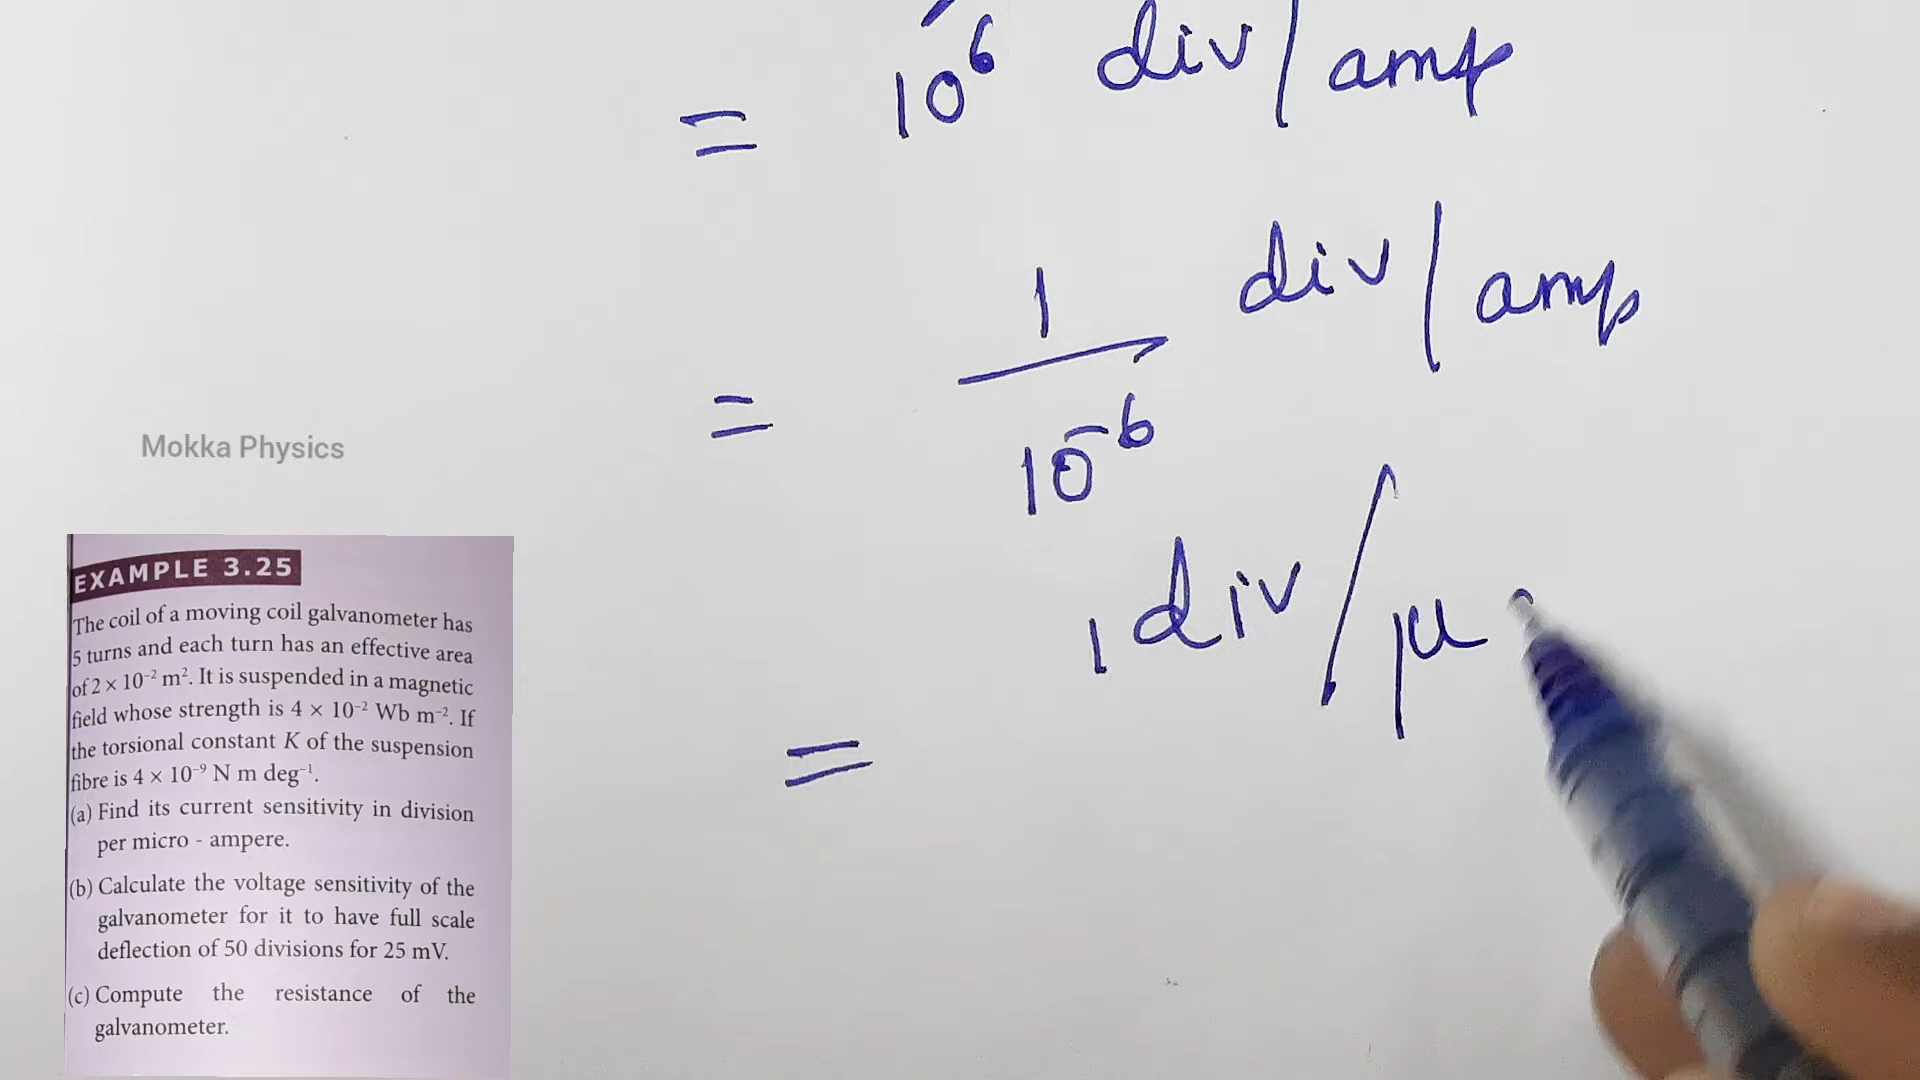 = 10⁶ div/amp
= 1/10⁻⁶ div/amp
1 div/μ
=
Mokka Physics
EXAMPLE 3.25
The coil of a moving coil galvanometer has
5 turns and each turn has an effective area
of 2 × 10⁻² m². It is suspended in a magnetic
field whose strength is 4 × 10⁻² Wb m⁻². If
the torsional constant K of the suspension
fibre is 4 × 10⁻⁹ N m deg⁻¹.
(a) Find its current sensitivity in division
per micro - ampere.
(b) Calculate the voltage sensitivity of the
galvanometer for it to have full scale
deflection of 50 divisions for 25 mV.
(c) Compute the resistance of the
galvanometer.